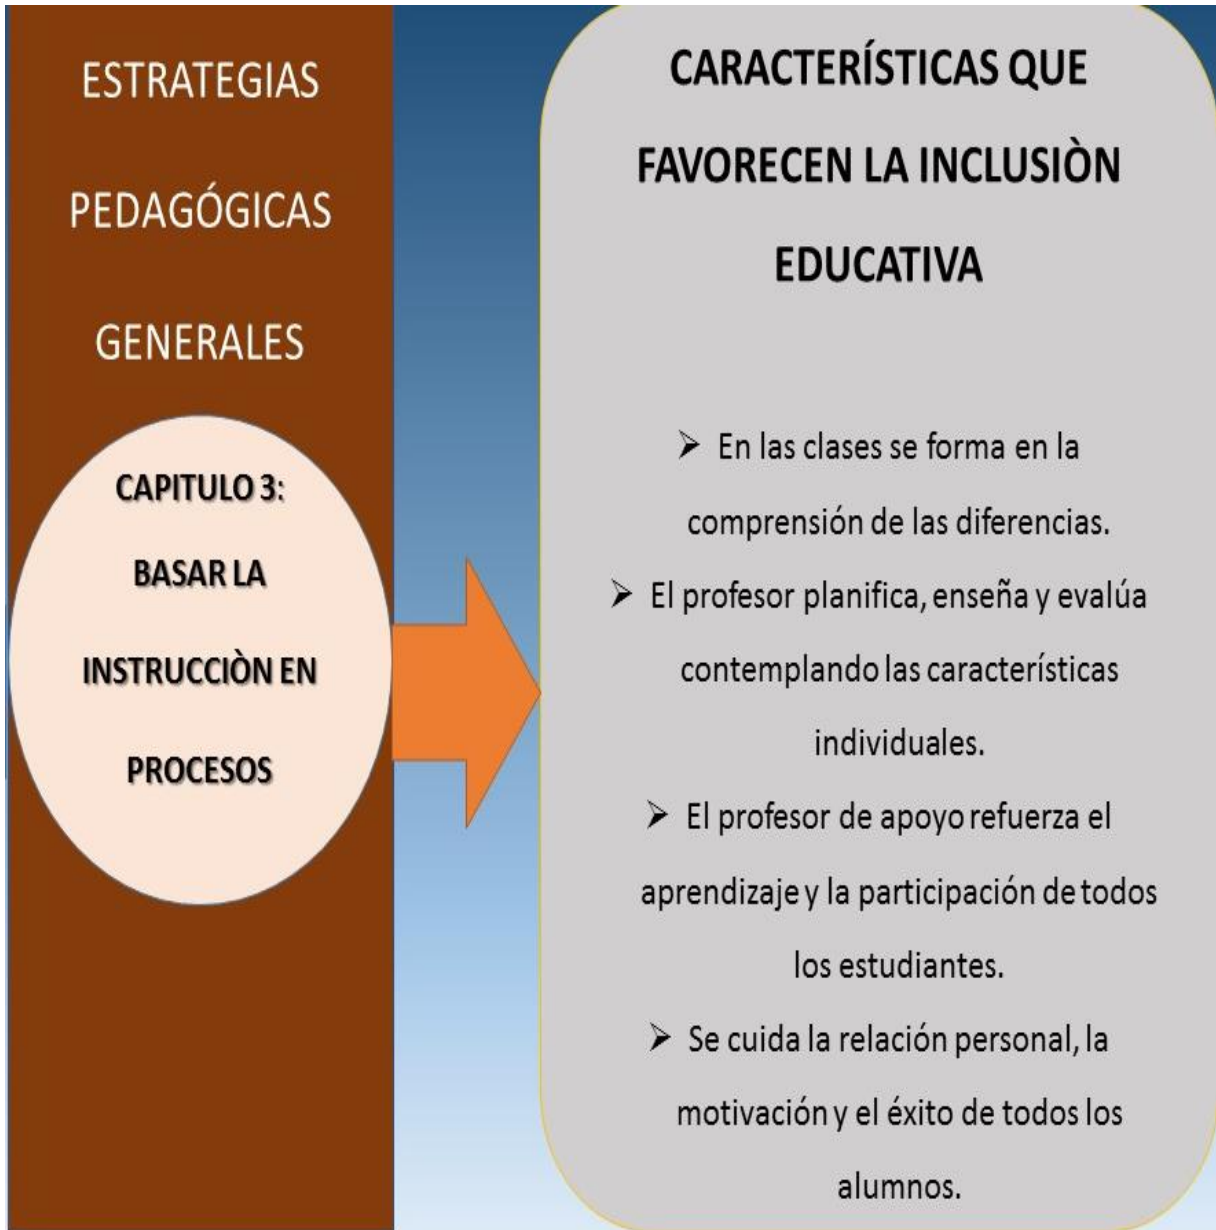 ESTRATEGIAS
PEDAGÓGICAS
GENERALES
CAPITULO 3:
BASAR LA
INSTRUCCIÒN EN
PROCESOS
CARACTERÍSTICAS QUE
FAVORECEN LA INCLUSIÒN
EDUCATIVA
➢ En las clases se forma en la
comprensión de las diferencias.
➢ El profesor planifica, enseña y evalúa
contemplando las característícas
individuales.
➢ El profesor de apoyo refuerza el
aprendizaje y la participación de todos
los estudiantes.
➢ Se cuida la relación personal, la
motivación y el éxito de todos los
alumnos.